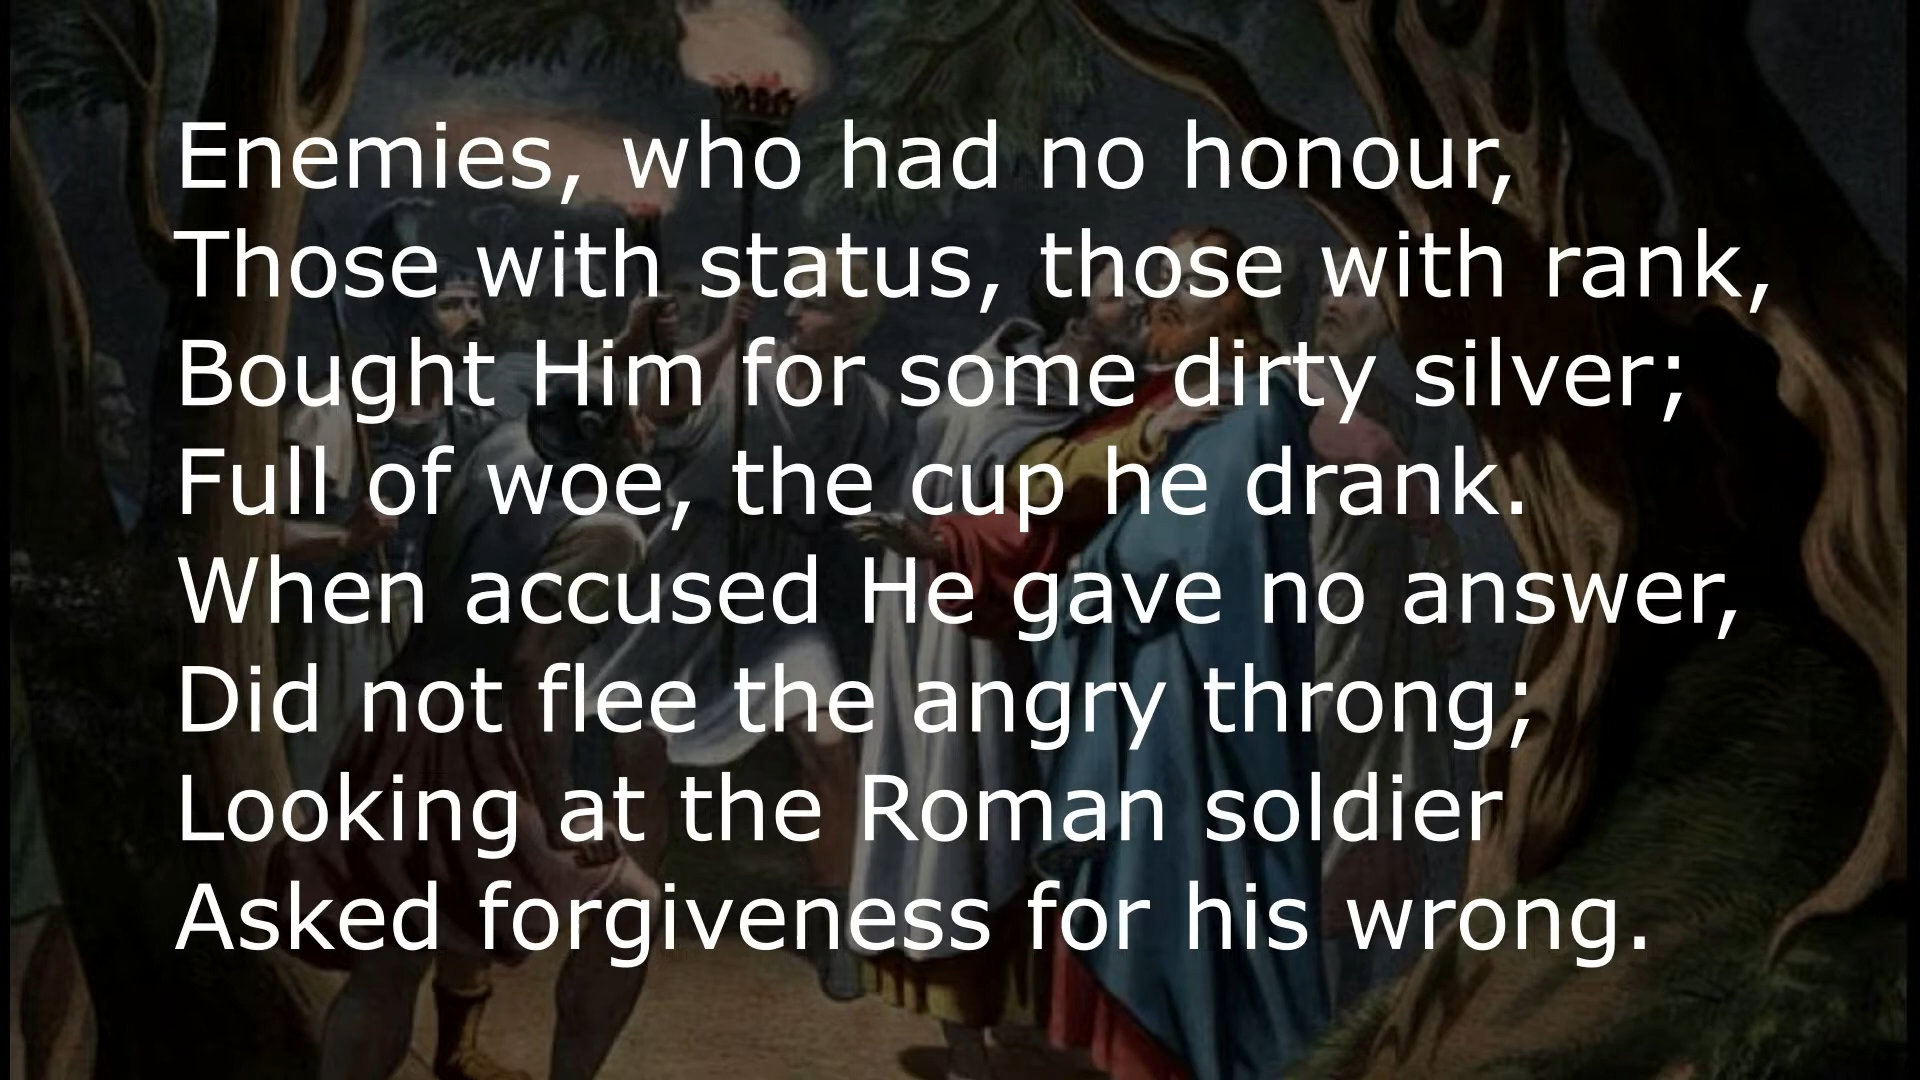 Enemies, who had no honour,
Those with status, those with rank,
Bought Him for some dirty silver;
Full of woe, the cup he drank.
When accused He gave no answer,
Did not flee the angry throng;
Looking at the Roman soldier
Asked forgiveness for his wrong.